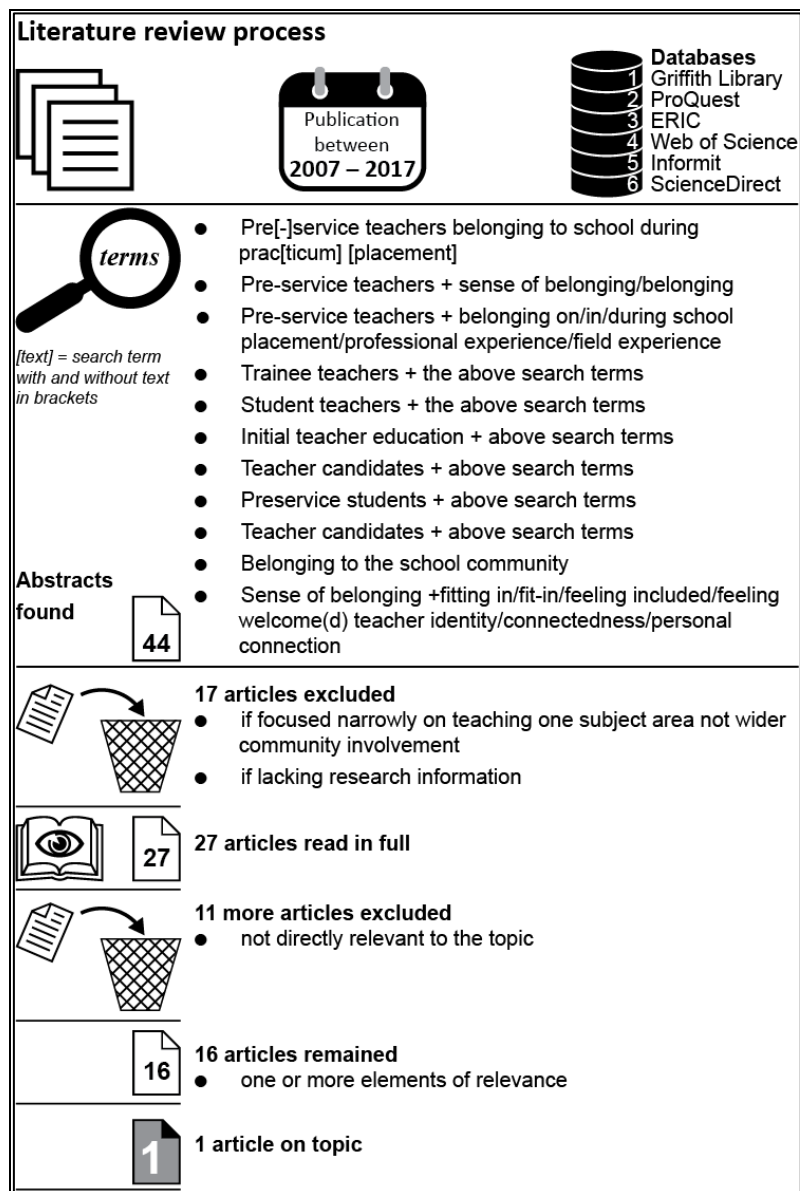 Literature review process
Publication
between
2007 – 2017
Databases
1 Griffith Library
2 ProQuest
3 ERIC
4 Web of Science
5 Informit
6 ScienceDirect
terms
[text] = search term
with and without text
in brackets
● Pre[-]service teachers belonging to school during
prac[ticum] [placement]
● Pre-service teachers + sense of belonging/belonging
● Pre-service teachers + belonging on/in/during school
placement/professional experience/field experience
● Trainee teachers + the above search terms
● Student teachers + the above search terms
● Initial teacher education + above search terms
● Teacher candidates + above search terms
● Preservice students + above search terms
● Teacher candidates + above search terms
● Belonging to the school community
● Sense of belonging +fitting in/fit-in/feeling included/feeling
welcome(d) teacher identity/connectedness/personal
connection
Abstracts
found
44
17 articles excluded
● if focused narrowly on teaching one subject area not wider
community involvement
● if lacking research information
27
27 articles read in full
11 more articles excluded
● not directly relevant to the topic
16
16 articles remained
● one or more elements of relevance
1
1 article on topic